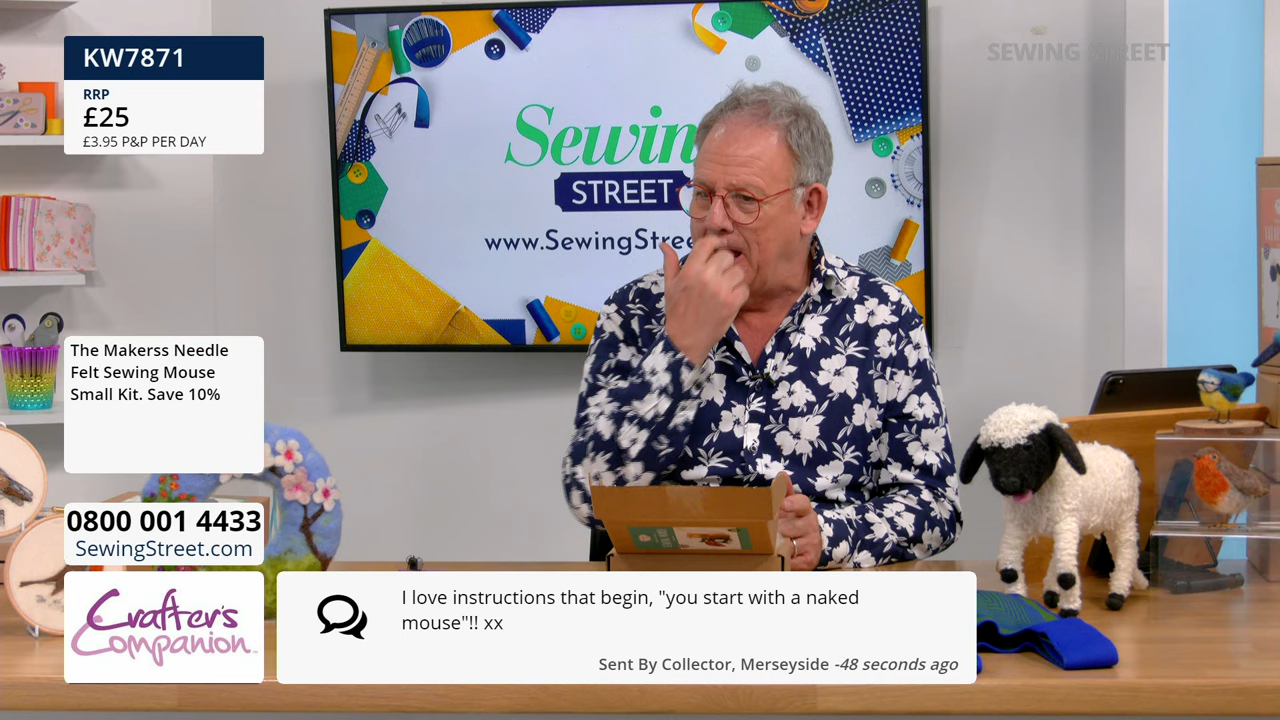 KW7871
RRP
£25
£3.95 P&P PER DAY
SEWING STREET
Sewin
STREET
www.SewingStre
The Makerss Needle
Felt Sewing Mouse
Small Kit. Save 10%
0800 001 4433
SewingStreet.com
Crafter's
Companion
I love instructions that begin, "you start with a naked
mouse"!! xx
Sent By Collector, Merseyside -48 seconds ago